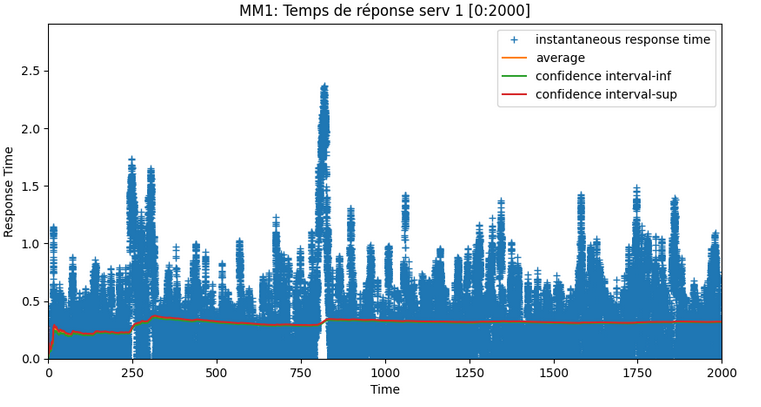 MM1: Temps de réponse serv 1 [0:2000]
instantaneous response time
average
confidence interval-inf
confidence interval-sup
Response Time
2.5
2.0
1.5
1.0
0.5
0.0
0 250 500 750 1000 1250 1500 1750 2000
Time